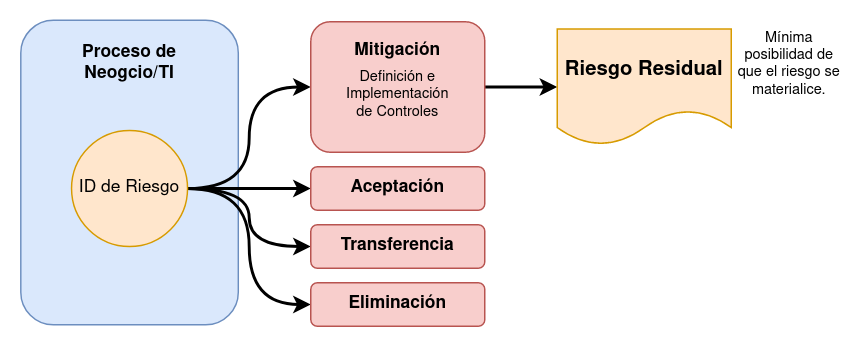 Proceso de
Neogcio/TI
ID de Riesgo
Mitigación
Definición e
Implementación
de Controles
Aceptación
Transferencia
Eliminación
Riesgo Residual
Mínima
posibilidad de
que el riesgo se
materialice.